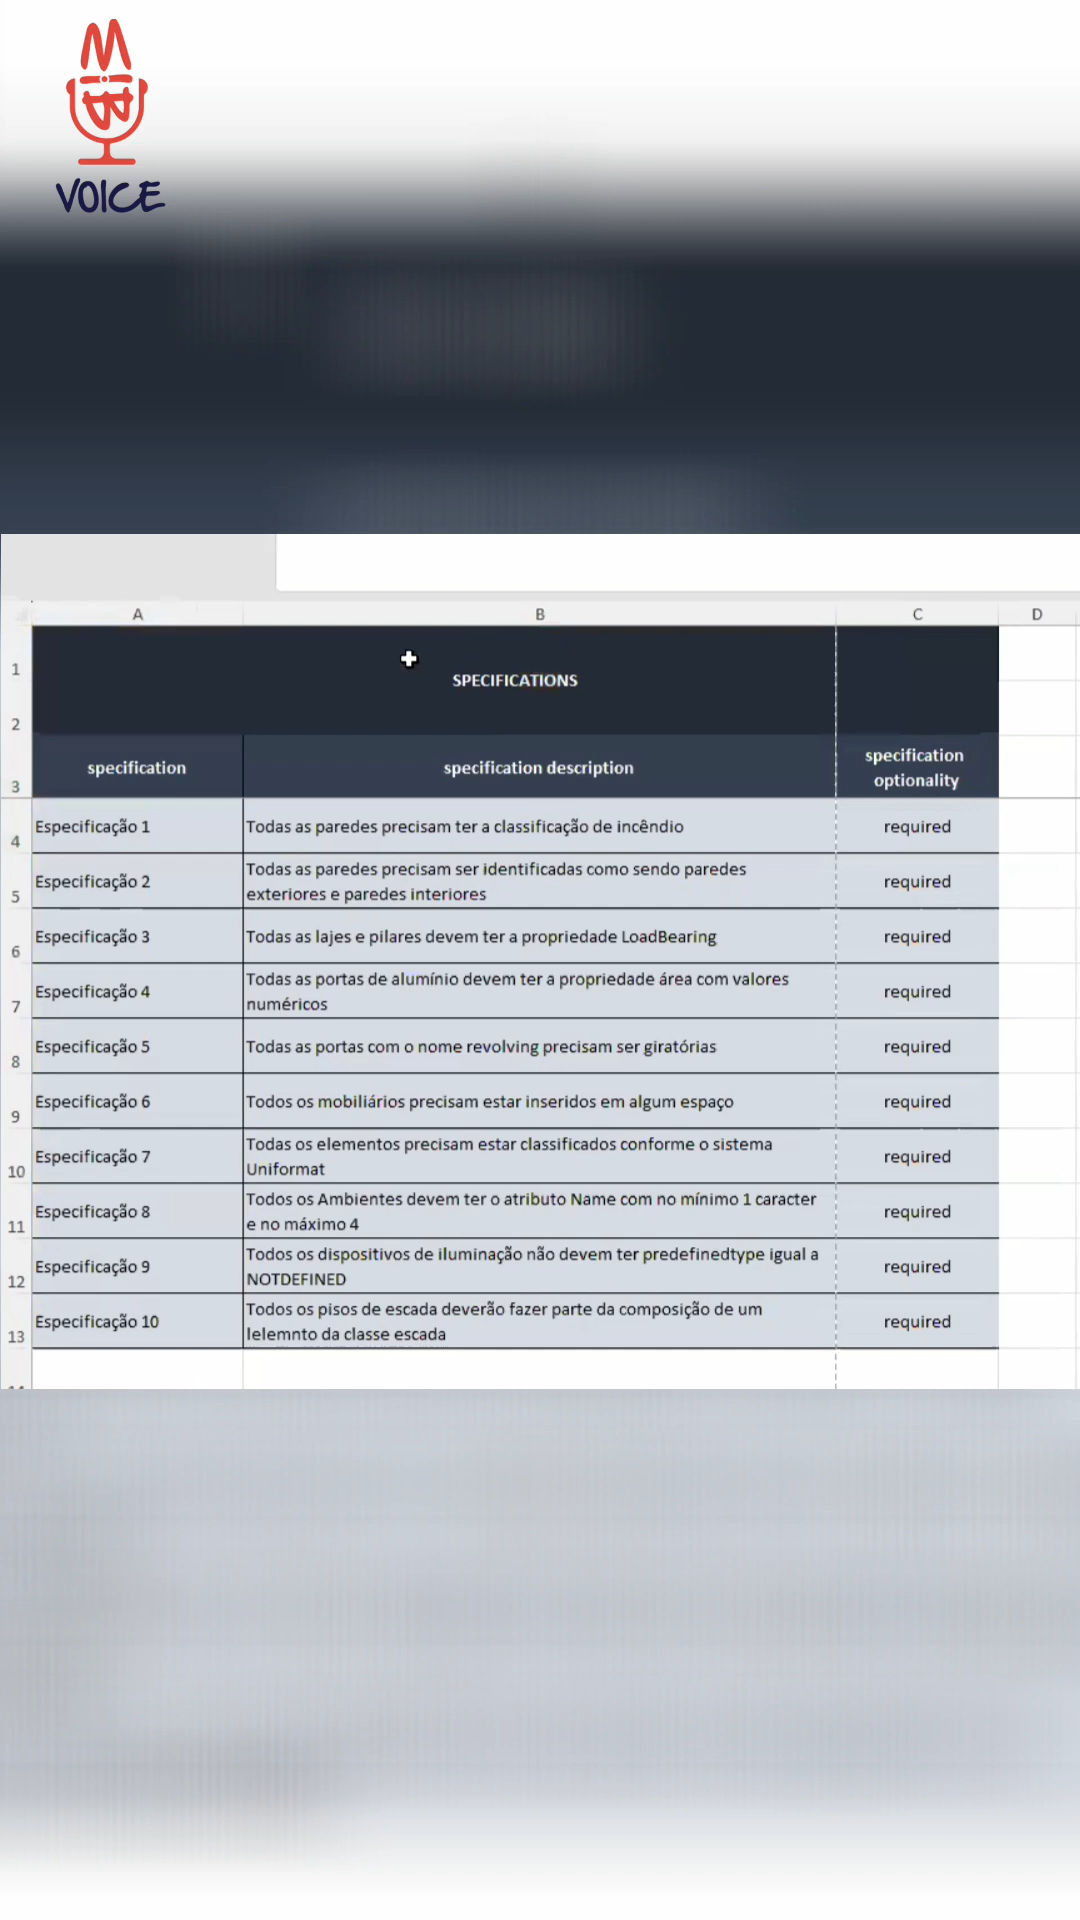 VOICE
A B C D
1
SPECIFICATIONS
2
specification specification description specification
optionality
3
4 Especificação 1 Todas as paredes precisam ter a classificação de incêndio required
5 Especificação 2 Todas as paredes precisam ser identificadas como sendo paredes
exteriores e paredes interiores required
6 Especificação 3 Todas as lajes e pilares devem ter a propriedade LoadBearing required
7 Especificação 4 Todas as portas de alumínio devem ter a propriedade área com valores
numéricos required
8 Especificação 5 Todas as portas com o nome revolving precisam ser giratórias required
9 Especificação 6 Todos os mobiliários precisam estar inseridos em algum espaço required
10 Especificação 7 Todas os elementos precisam estar classificados conforme o sistema
Uniformat required
11 Especificação 8 Todos os Ambientes devem ter o atributo Name com no mínimo 1 caracter
e no máximo 4 required
12 Especificação 9 Todos os dispositivos de iluminação não devem ter predefinedtype igual a
NOTDEFINED required
13 Especificação 10 Todos os pisos de escada deverão fazer parte da composição de um
lelemnto da classe escada required